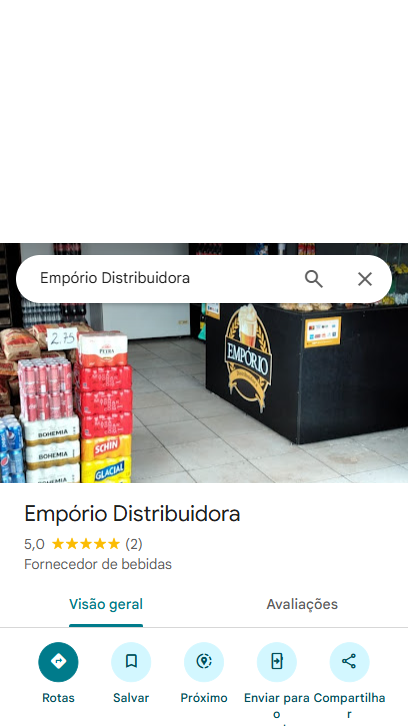 Empório Distribuidora
2.75
EMPÓRIO
PETRA
BOHEMIA
BOHEMIA
BOHEMIA
SCHIN
GLACIAL
Empório Distribuidora
5,0 (2)
Fornecedor de bebidas
Visão geral Avaliações
Rotas Salvar Próximo Enviar para o Compartilhar